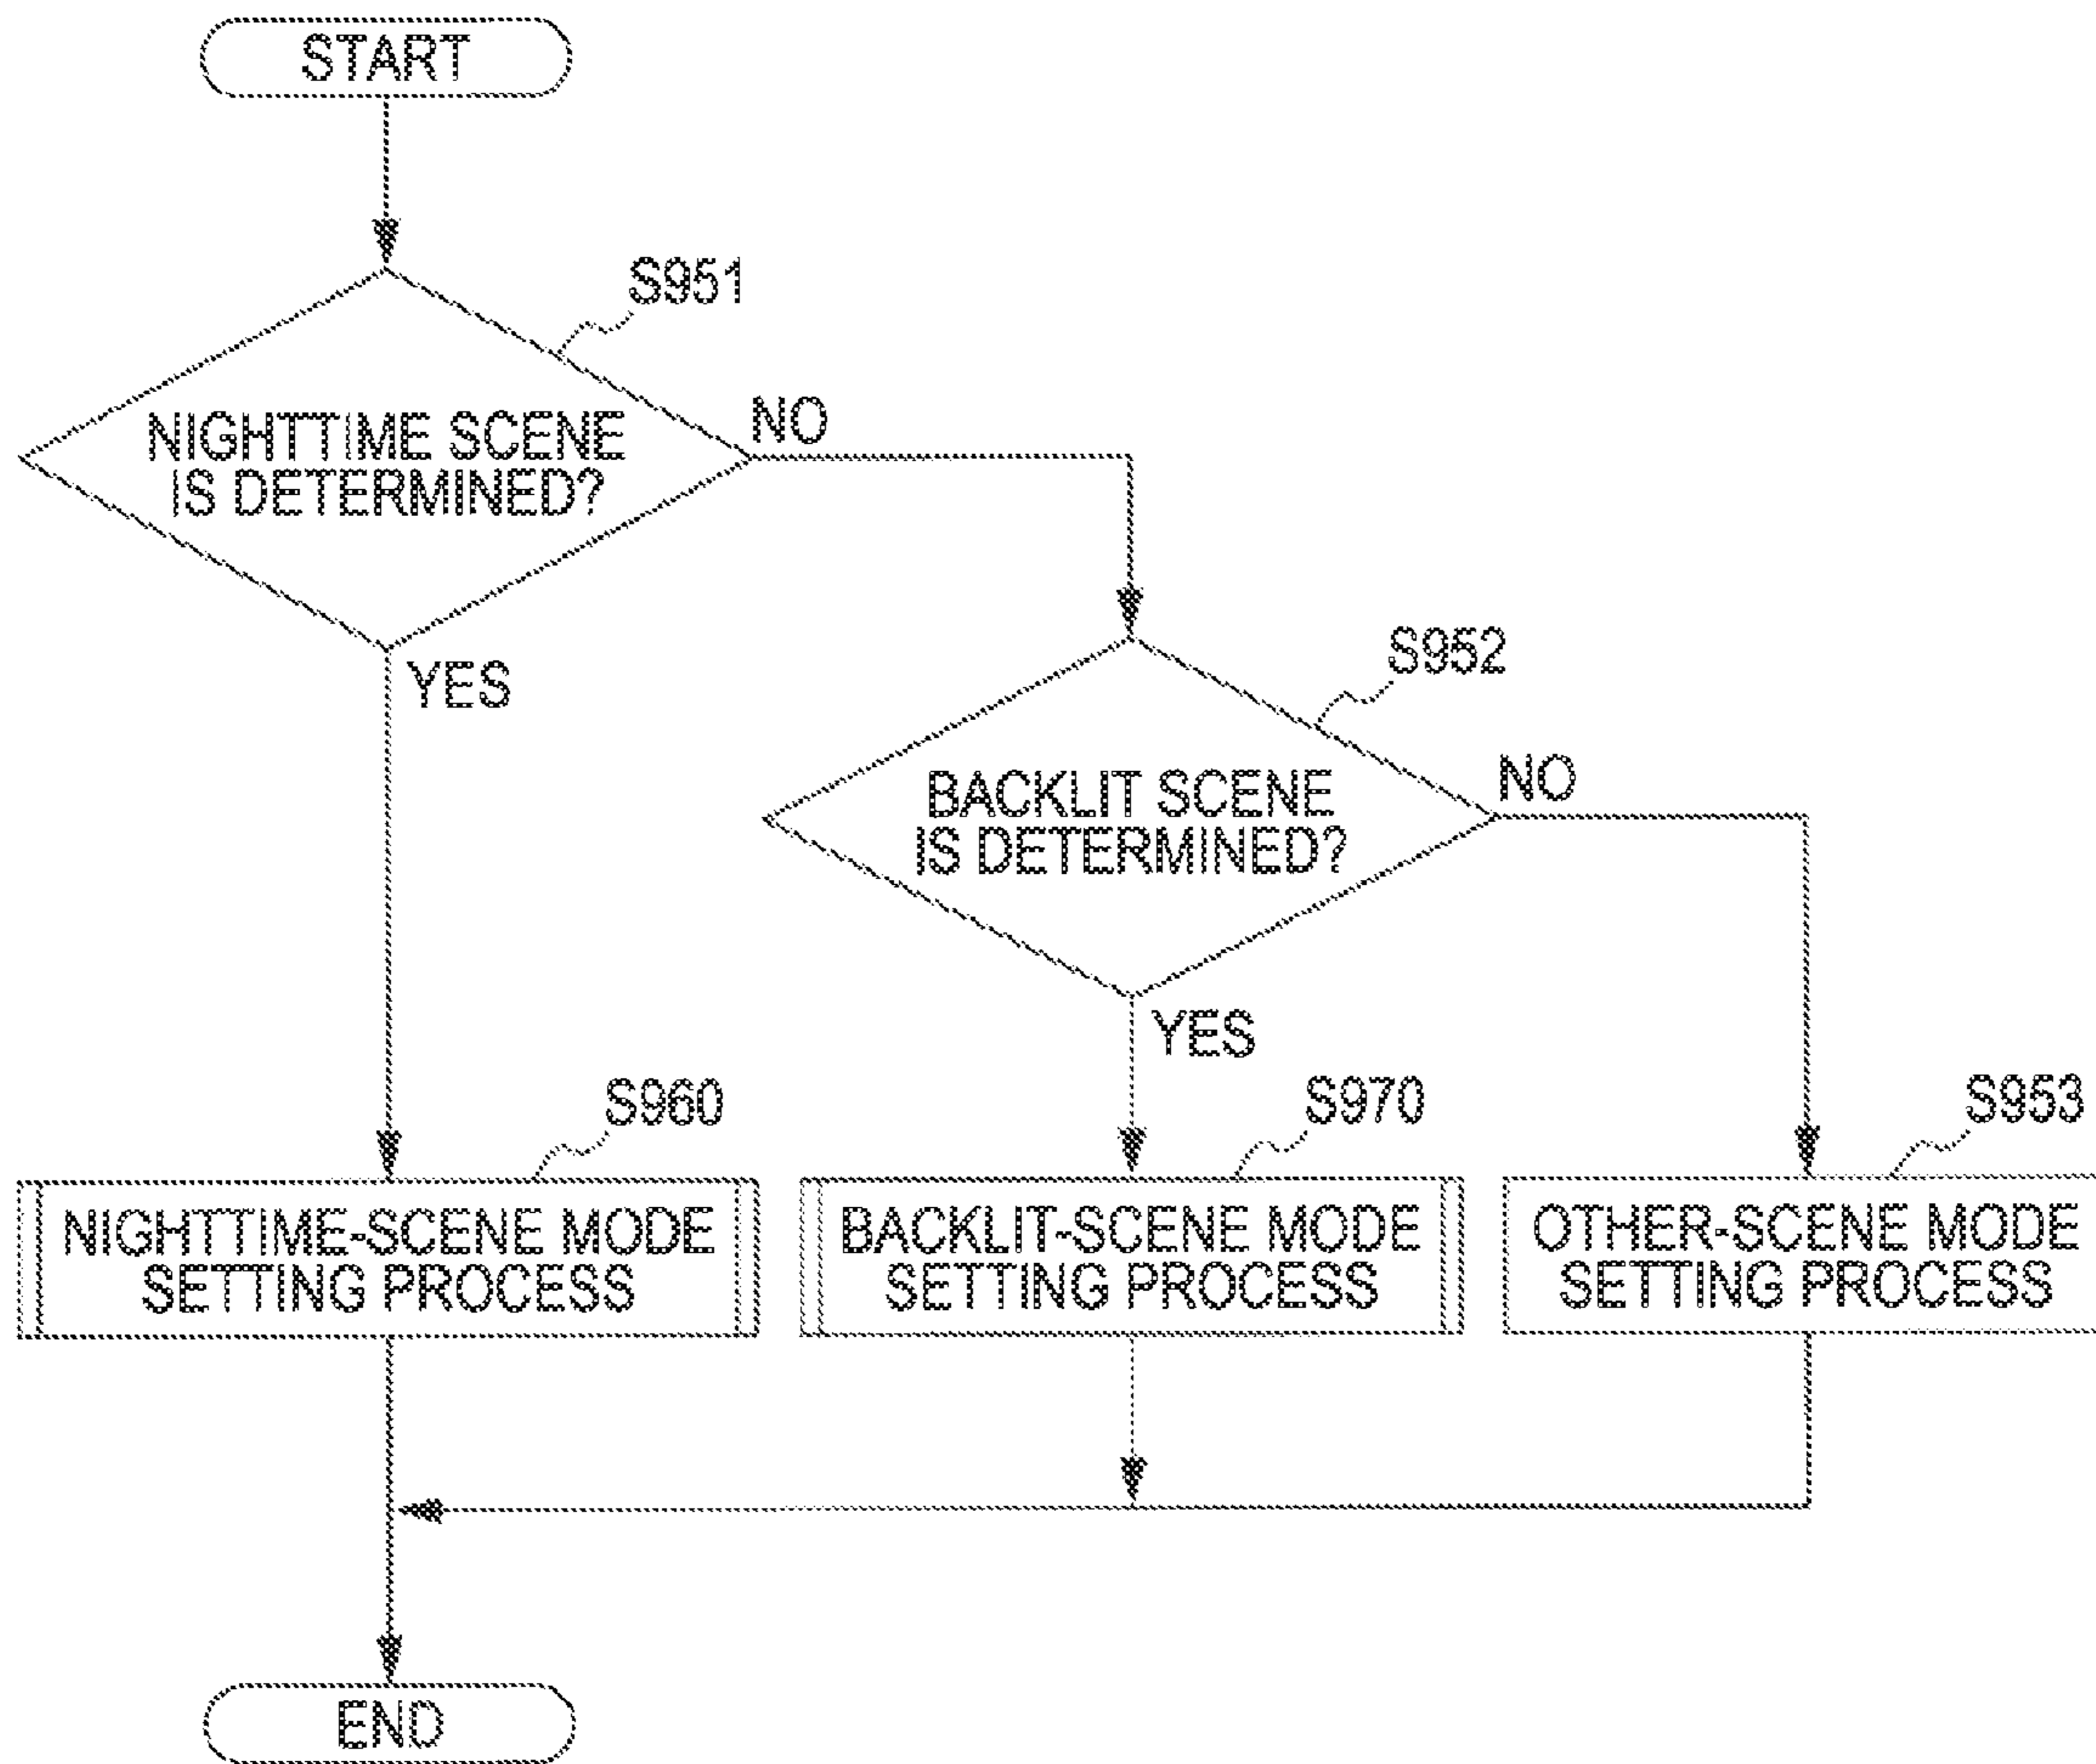 START
S951
NIGHTTIME SCENE
IS DETERMINED?
NO
YES
S952
BACKLIT SCENE
IS DETERMINED?
NO
YES
S960
NIGHTTIME-SCENE MODE
SETTING PROCESS
S970
BACKLIT-SCENE MODE
SETTING PROCESS
S953
OTHER-SCENE MODE
SETTING PROCESS
END